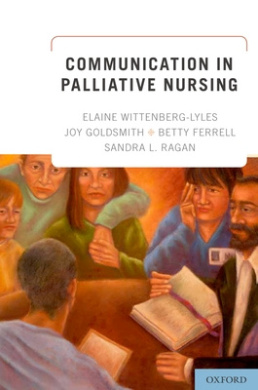 COMMUNICATION IN
PALLIATIVE NURSING
ELAINE WITTENBERG-LYLES
JOY GOLDSMITH BETTY FERRELL
SANDRA L. RAGAN
OXFORD